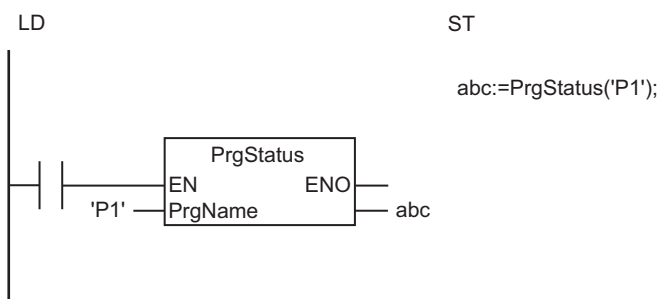 LD
ST
abc:=PrgStatus('P1');
PrgStatus
EN ENO
'P1' PrgName abc